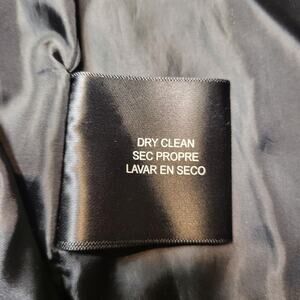 DRY CLEAN
SEC PROPRE
LAVAR EN SECO